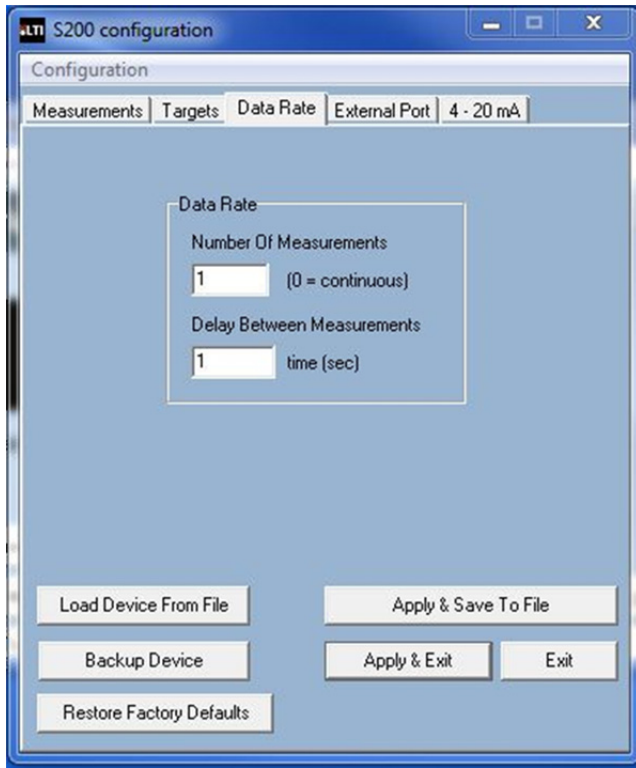 LTI S200 configuration
Configuration
Measurements Targets Data Rate External Port 4 - 20 mA
Data Rate
Number Of Measurements
1 (0 = continuous)
Delay Between Measurements
1 time (sec)
Load Device From File Apply & Save To File
Backup Device Apply & Exit Exit
Restore Factory Defaults